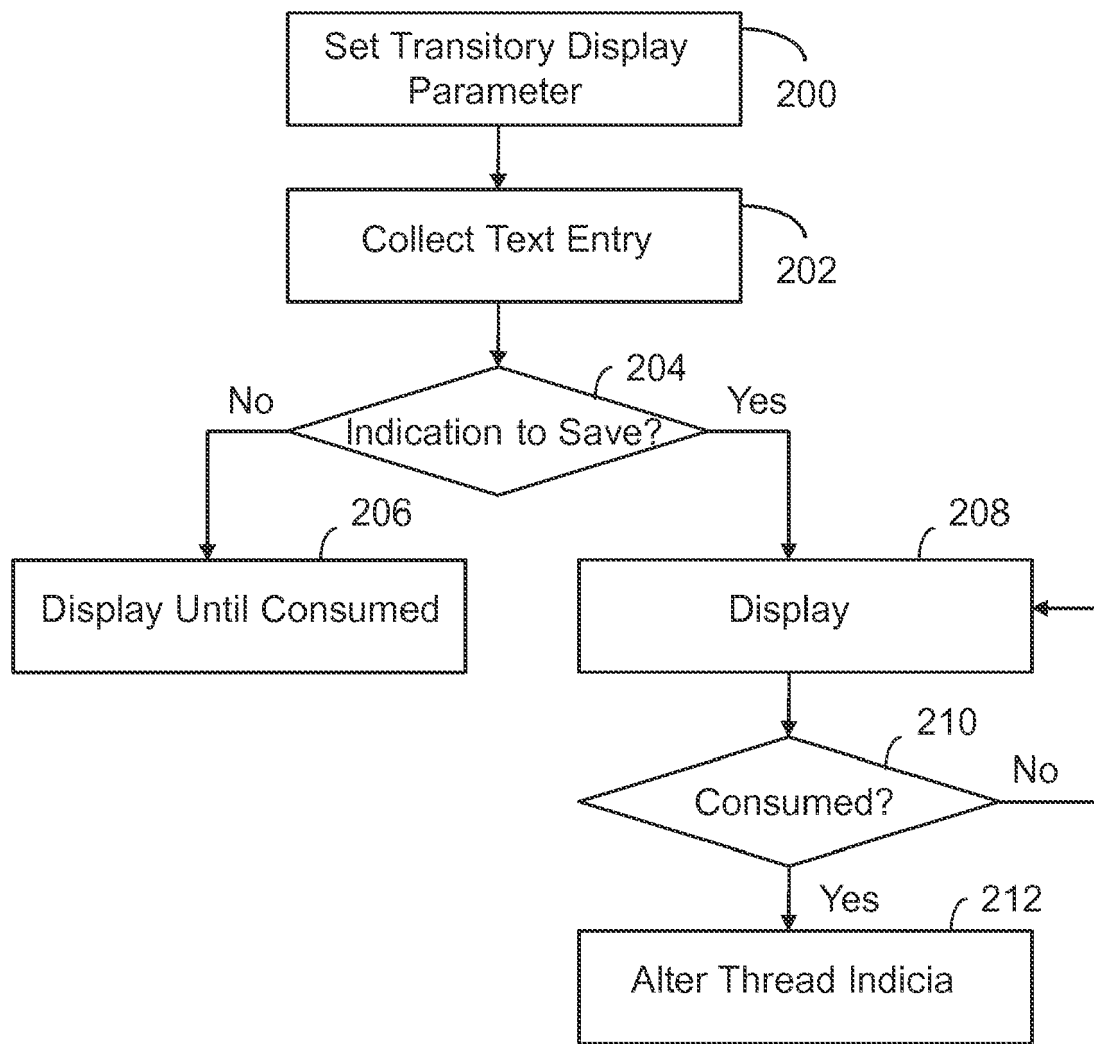 Set Transitory Display
Parameter
200
Collect Text Entry
202
204
No
Yes
Indication to Save?
206
208
Display Until Consumed
Display
210
No
Consumed?
Yes
212
Alter Thread Indicia